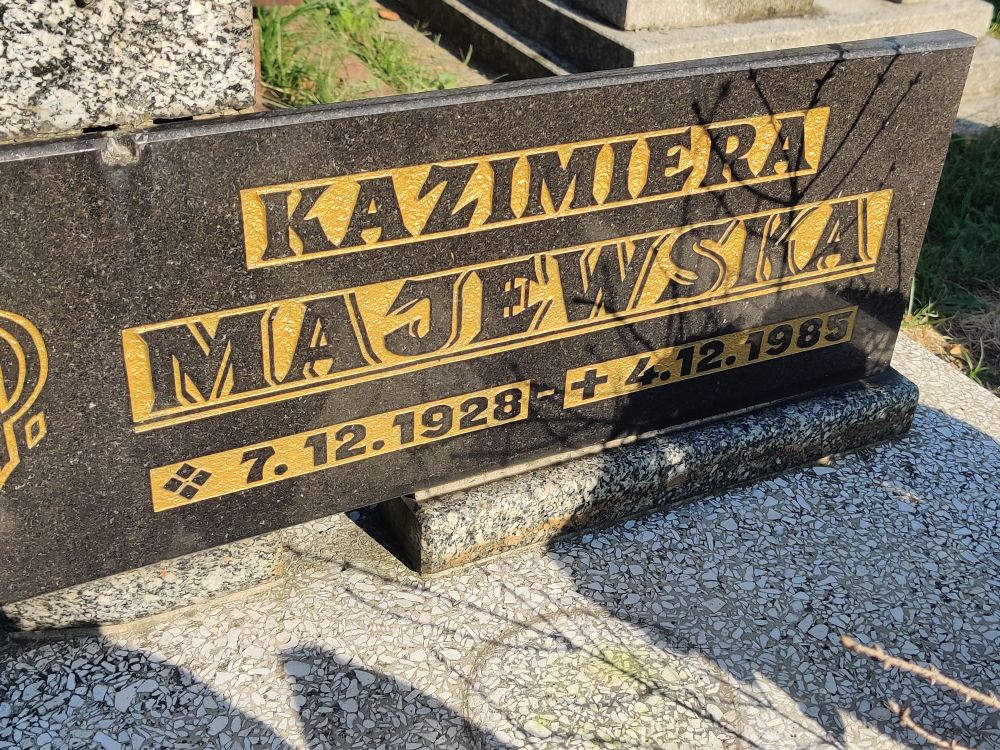 KAZIMIERA
MAJEWSKA
7.12.1928 - + 4.12.1985